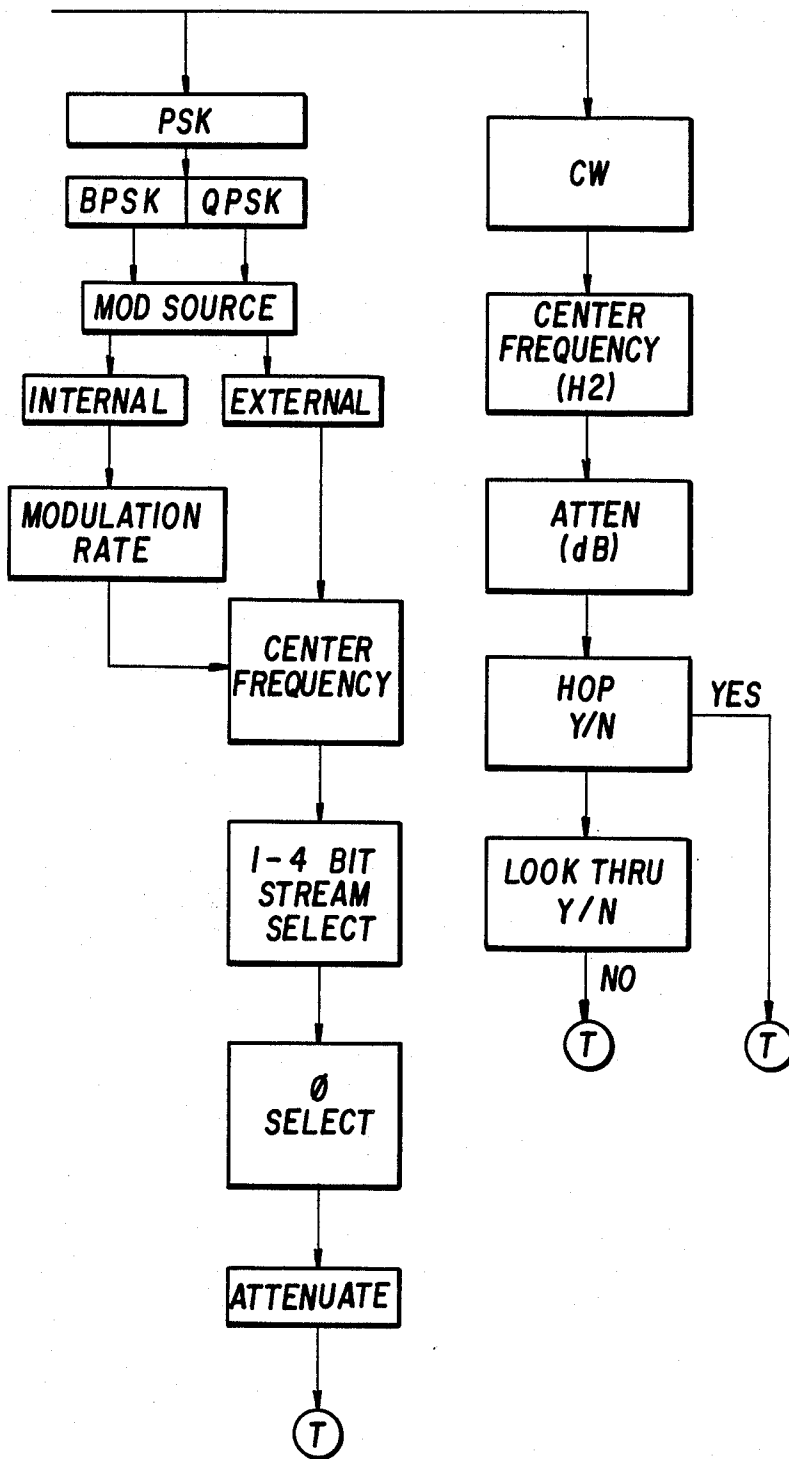 PSK
BPSK QPSK
MOD SOURCE
INTERNAL
EXTERNAL
MODULATION
RATE
CENTER
FREQUENCY
1-4 BIT
STREAM
SELECT
Ø
SELECT
ATTENUATE
T
CW
CENTER
FREQUENCY
(H2)
ATTEN
(dB)
HOP
Y/N
YES
LOOK THRU
Y/N
NO
T
T